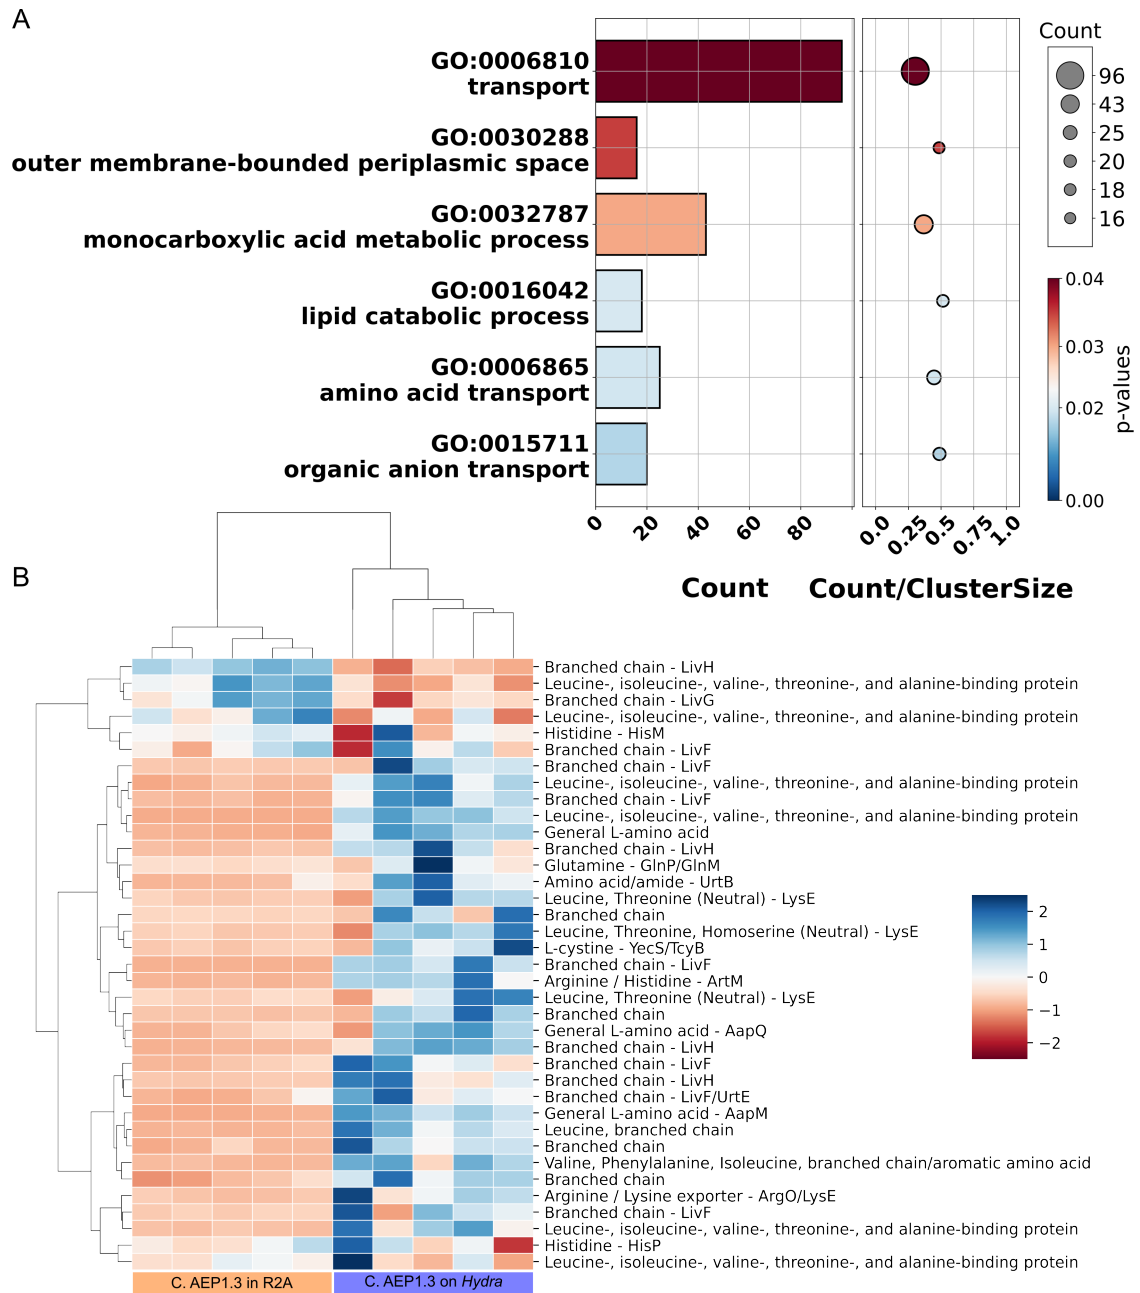 A
GO:0006810
transport
GO:0030288
outer membrane-bounded periplasmic space
GO:0032787
monocarboxylic acid metabolic process
GO:0016042
lipid catabolic process
GO:0006865
amino acid transport
GO:0015711
organic anion transport
0 20 40 60 80
Count
0.0 0.25 0.5 0.75 1.0
Count/ClusterSize
Count
96
43
25
20
18
16
0.04
0.03
0.02
0.00
p-values
B
Branched chain - LivH
Leucine-, isoleucine-, valine-, threonine-, and alanine-binding protein
Branched chain - LivG
Leucine-, isoleucine-, valine-, threonine-, and alanine-binding protein
Histidine - HisM
Branched chain - LivF
Branched chain - LivF
Leucine-, isoleucine-, valine-, threonine-, and alanine-binding protein
Branched chain - LivF
Leucine-, isoleucine-, valine-, threonine-, and alanine-binding protein
General L-amino acid
Branched chain - LivH
Glutamine - GlnP/GlnM
Amino acid/amide - UrtB
Leucine, Threonine (Neutral) - LysE
Branched chain
Leucine, Threonine, Homoserine (Neutral) - LysE
L-cystine - YecS/TcyB
Branched chain - LivF
Arginine / Histidine - ArtM
Leucine, Threonine (Neutral) - LysE
Branched chain
General L-amino acid - AapQ
Branched chain - LivH
Branched chain - LivF
Branched chain - LivH
Branched chain - LivF/UrtE
General L-amino acid - AapM
Leucine, branched chain
Branched chain
Valine, Phenylalanine, Isoleucine, branched chain/aromatic amino acid
Branched chain
Arginine / Lysine exporter - ArgO/LysE
Branched chain - LivF
Leucine-, isoleucine-, valine-, threonine-, and alanine-binding protein
Histidine - HisP
Leucine-, isoleucine-, valine-, threonine-, and alanine-binding protein
2
1
0
−1
−2
C. AEP1.3 in R2A
C. AEP1.3 on Hydra